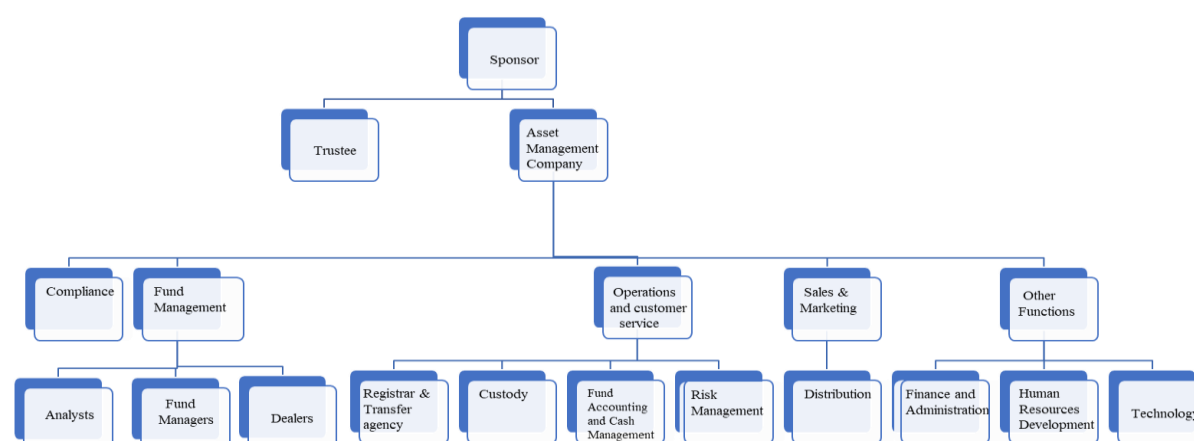 Sponsor
Trustee
Asset
Management
Company
Compliance
Fund
Management
Operations
and customer
service
Sales &
Marketing
Other
Functions
Analysts
Fund
Managers
Dealers
Registrar &
Transfer
agency
Custody
Fund
Accounting
and Cash
Management
Risk
Management
Distribution
Finance and
Administration
Human
Resources
Development
Technology